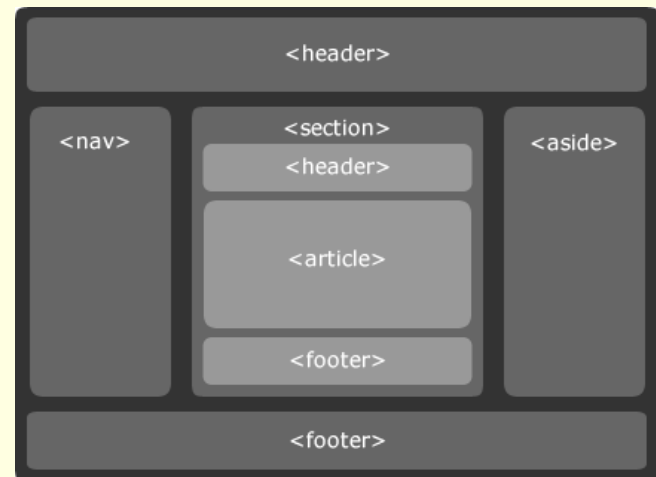 <header>
<nav>
<section>
<header>
<article>
<footer>
<aside>
<footer>